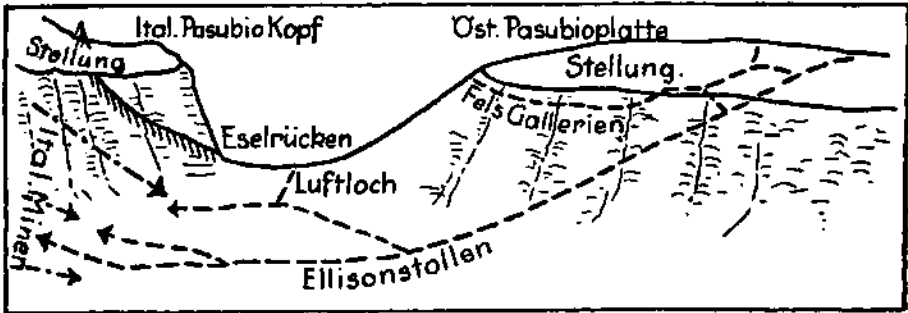 Ital. Pasubio Kopf
Öst. Pasubioplatte
Stellung
Stellung.
Fels Gallerien
Eselrücken
Luftloch
Ital. Minen
Ellisonstollen